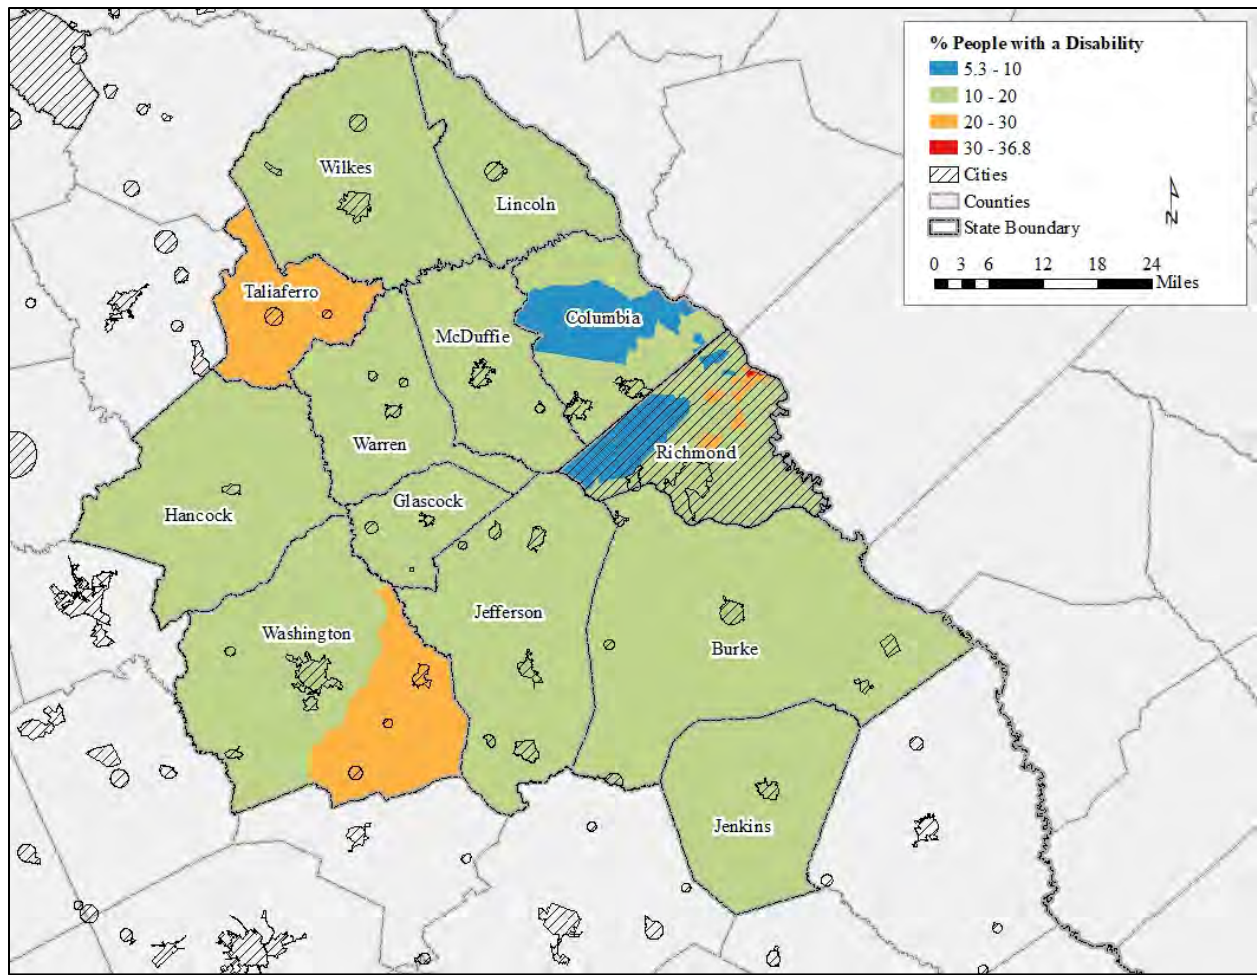 % People with a Disability
5.3 - 10
10 - 20
20 - 30
30 - 36.8
Cities
Counties
State Boundary
N
0 3 6 12 18 24
Miles
Wilkes
Lincoln
Taliaferro
Columbia
McDuffie
Warren
Richmond
Glascock
Hancock
Jefferson
Washington
Burke
Jenkins